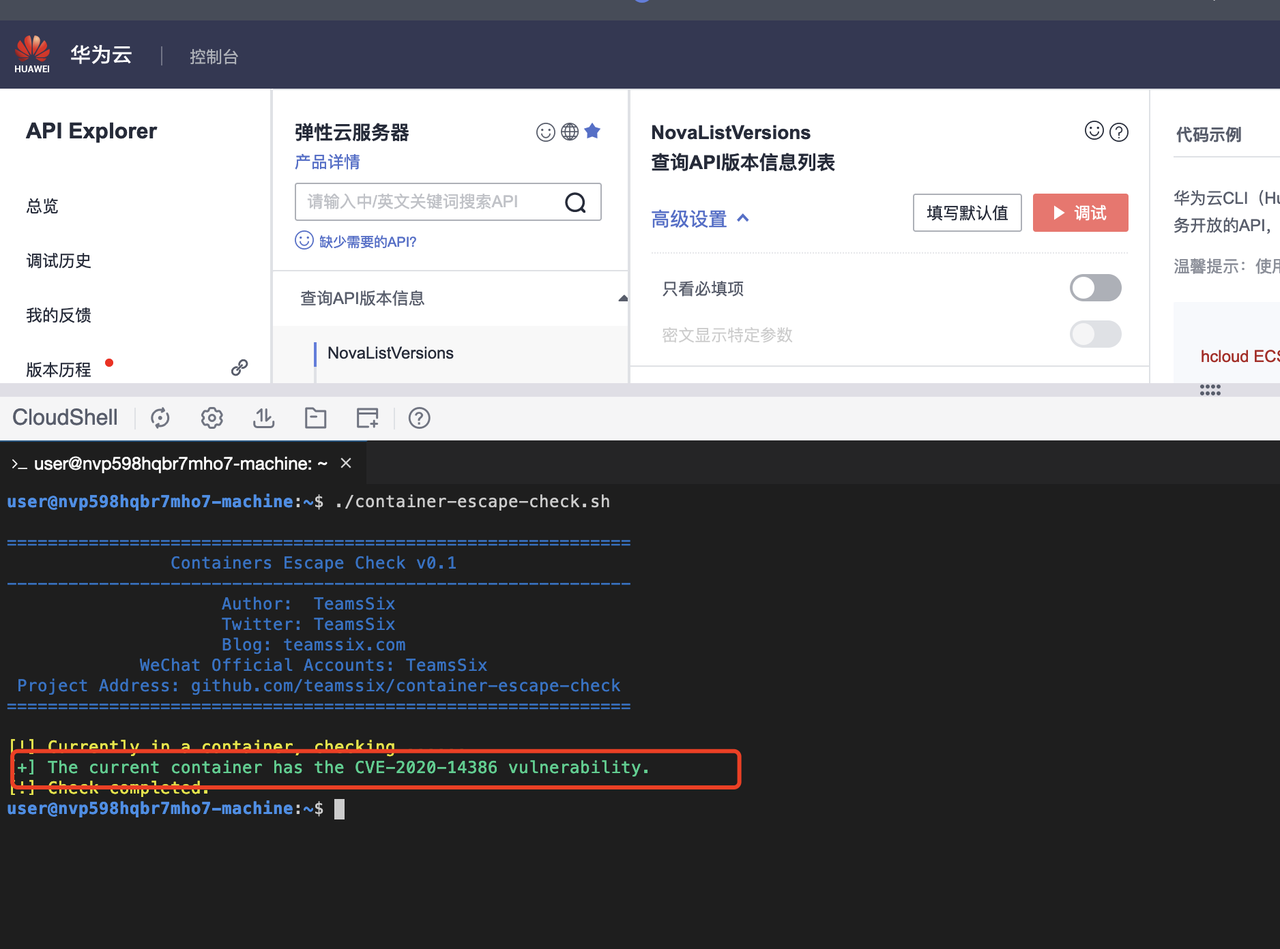 HUAWEI
华为云
控制台
API Explorer
总览
调试历史
我的反馈
版本历程
弹性云服务器
产品详情
请输入中/英文关键词搜索API
缺少需要的API?
查询API版本信息
NovaListVersions
NovaListVersions
查询API版本信息列表
高级设置
填写默认值
调试
只看必填项
密文显示特定参数
代码示例
华为云CLI（Hu
务开放的API，
温馨提示：使用
hcloud ECS
CloudShell
>_ user@nvp598hqbr7mho7-machine: ~ ×
user@nvp598hqbr7mho7-machine:~$ ./container-escape-check.sh
=============================================================
Containers Escape Check v0.1
-------------------------------------------------------------
Author:  TeamsSix
Twitter: TeamsSix
Blog: teamssix.com
WeChat Official Accounts: TeamsSix
Project Address: github.com/teamssix/container-escape-check
=============================================================
[!] Currently in a container, checking ......
[+] The current container has the CVE-2020-14386 vulnerability.
[!] Check completed.
user@nvp598hqbr7mho7-machine:~$